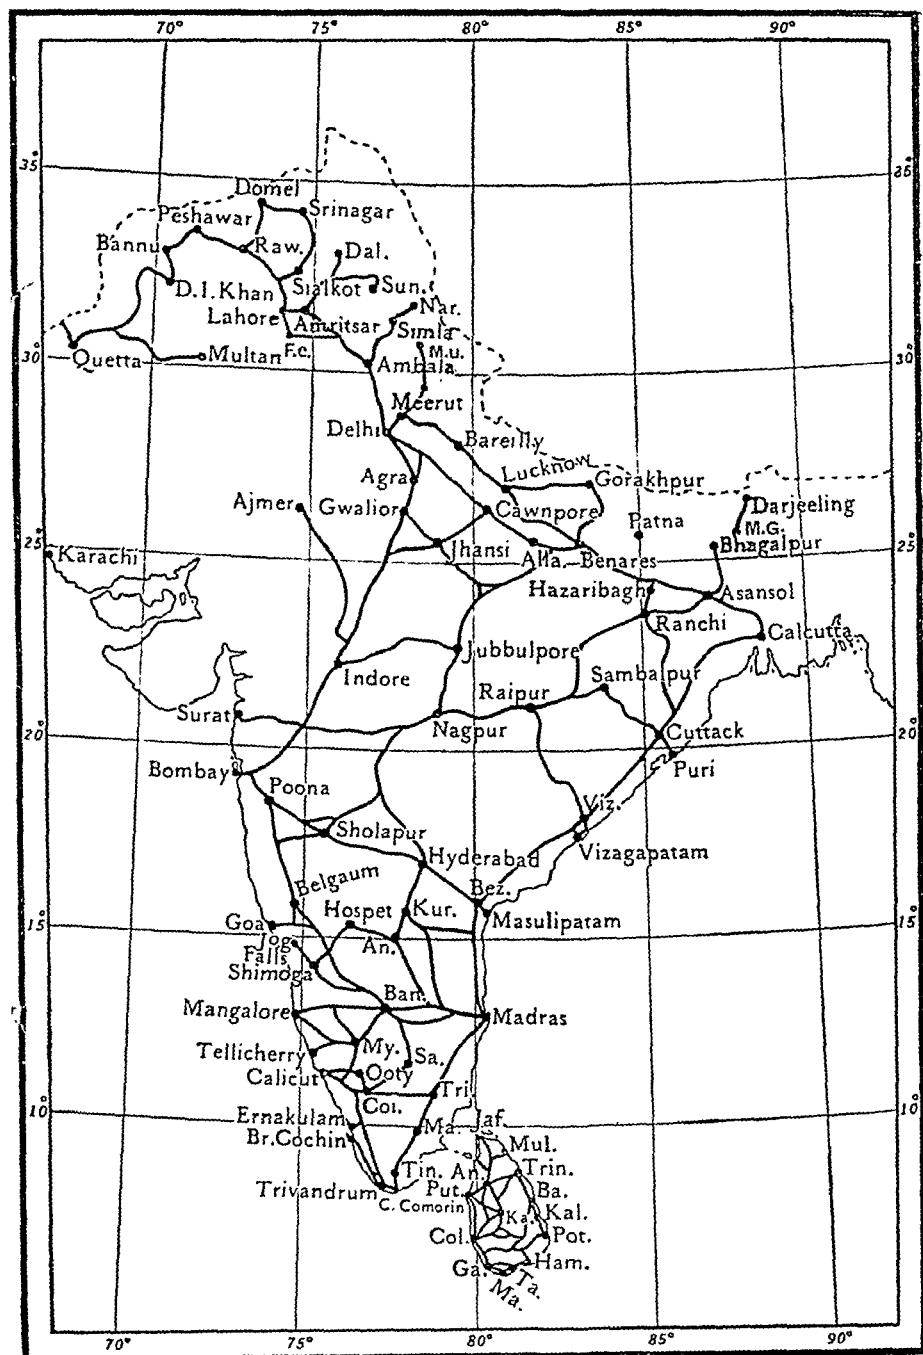 70° 75° 80° 85° 90°
35° 35°
Domel
Peshawar Srinagar
Bannu Raw. Dal.
D.I. Khan Sialkot Sun.
Lahore Amritsar Nar.
Simla
F.c. M.u.
30° Quetta Multan Ambala 30°
Meerut
Delhi Bareilly
Agra Lucknow Gorakhpur
Ajmer Gwalior Cawnpore Patna Darjeeling
M.G.
25° Karachi Jhansi Alla. Benares Bhagalpur 25°
Hazaribagh Asansol
Ranchi Calcutta
Jubbulpore
Indore Raipur Sambalpur
Surat Nagpur Cuttack
20° 20°
Bombay Puri
Poona Viz.
Sholapur Vizagapatam
Hyderabad
Belgaum Bez.
Hospet Kur. Masulipatam
15° Goa An. 15°
Jog
Falls
Shimoga
Mangalore Ban. Madras
Tellicherry My. Sa.
Calicut Ooty
Coi. Tri.
10° Ernakulam Ma. Jaf. 10°
Br. Cochin Mul.
Tin. An. Trin.
Trivandrum Put. Ba.
C. Comorin Ka. Kal.
Col. Pot.
Ga. Ham.
Ma. Ta.
70° 75° 80° 85° 90°